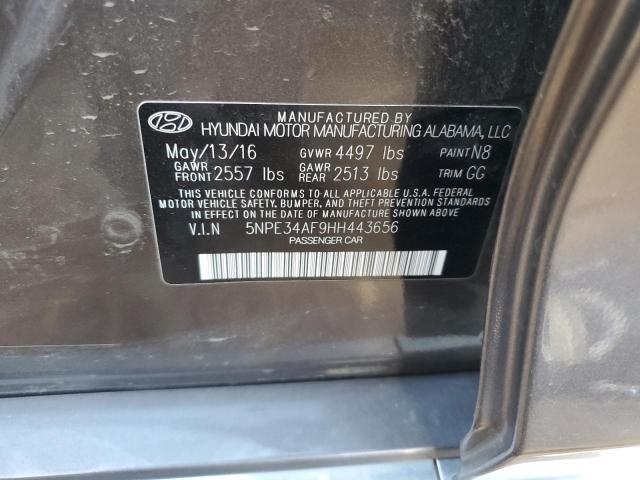 MANUFACTURED BY
HYUNDAI MOTOR MANUFACTURING ALABAMA, LLC
May/13/16 GVWR 4497 lbs PAINT N8
GAWR FRONT 2557 lbs GAWR REAR 2513 lbs TRIM GG
THIS VEHICLE CONFORMS TO ALL APPLICABLE U.S.A. FEDERAL
MOTOR VEHICLE SAFETY, BUMPER, AND THEFT PREVENTION STANDARDS
IN EFFECT ON THE DATE OF MANUFACTURE SHOWN ABOVE.
V.I.N 5NPE34AF9HH443656
PASSENGER CAR